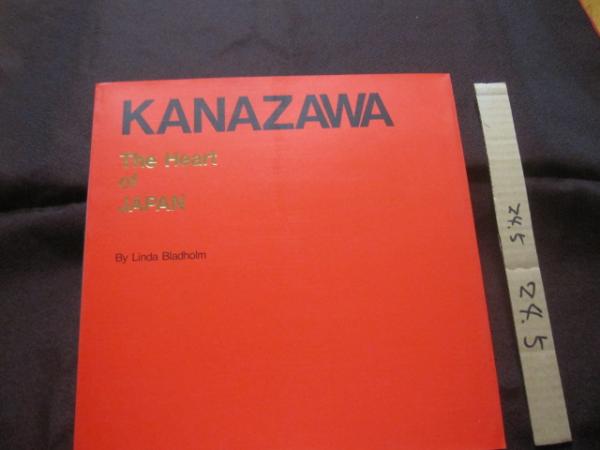 KANAZAWA
The Heart
of
JAPAN
By Linda Bladholm
24.5
24.5